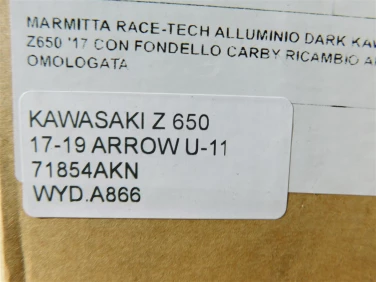 MARMITTA RACE-TECH ALLUMINIO DARK KAW
Z650 '17 CON FONDELLO CARBY RICAMBIO
OMOLOGATA
KAWASAKI Z 650
17-19 ARROW U-11
71854AKN
WYD.A866